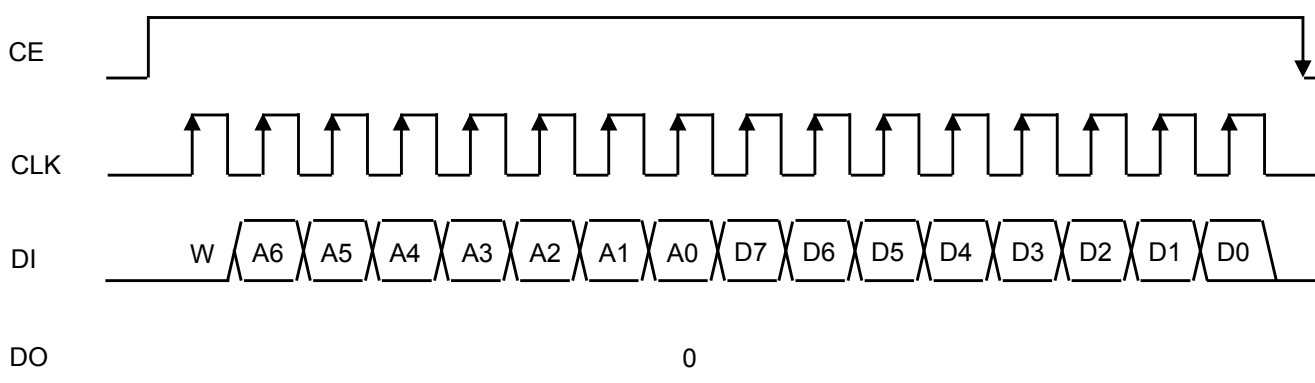 CE
CLK
DI W A6 A5 A4 A3 A2 A1 A0 D7 D6 D5 D4 D3 D2 D1 D0
DO 0